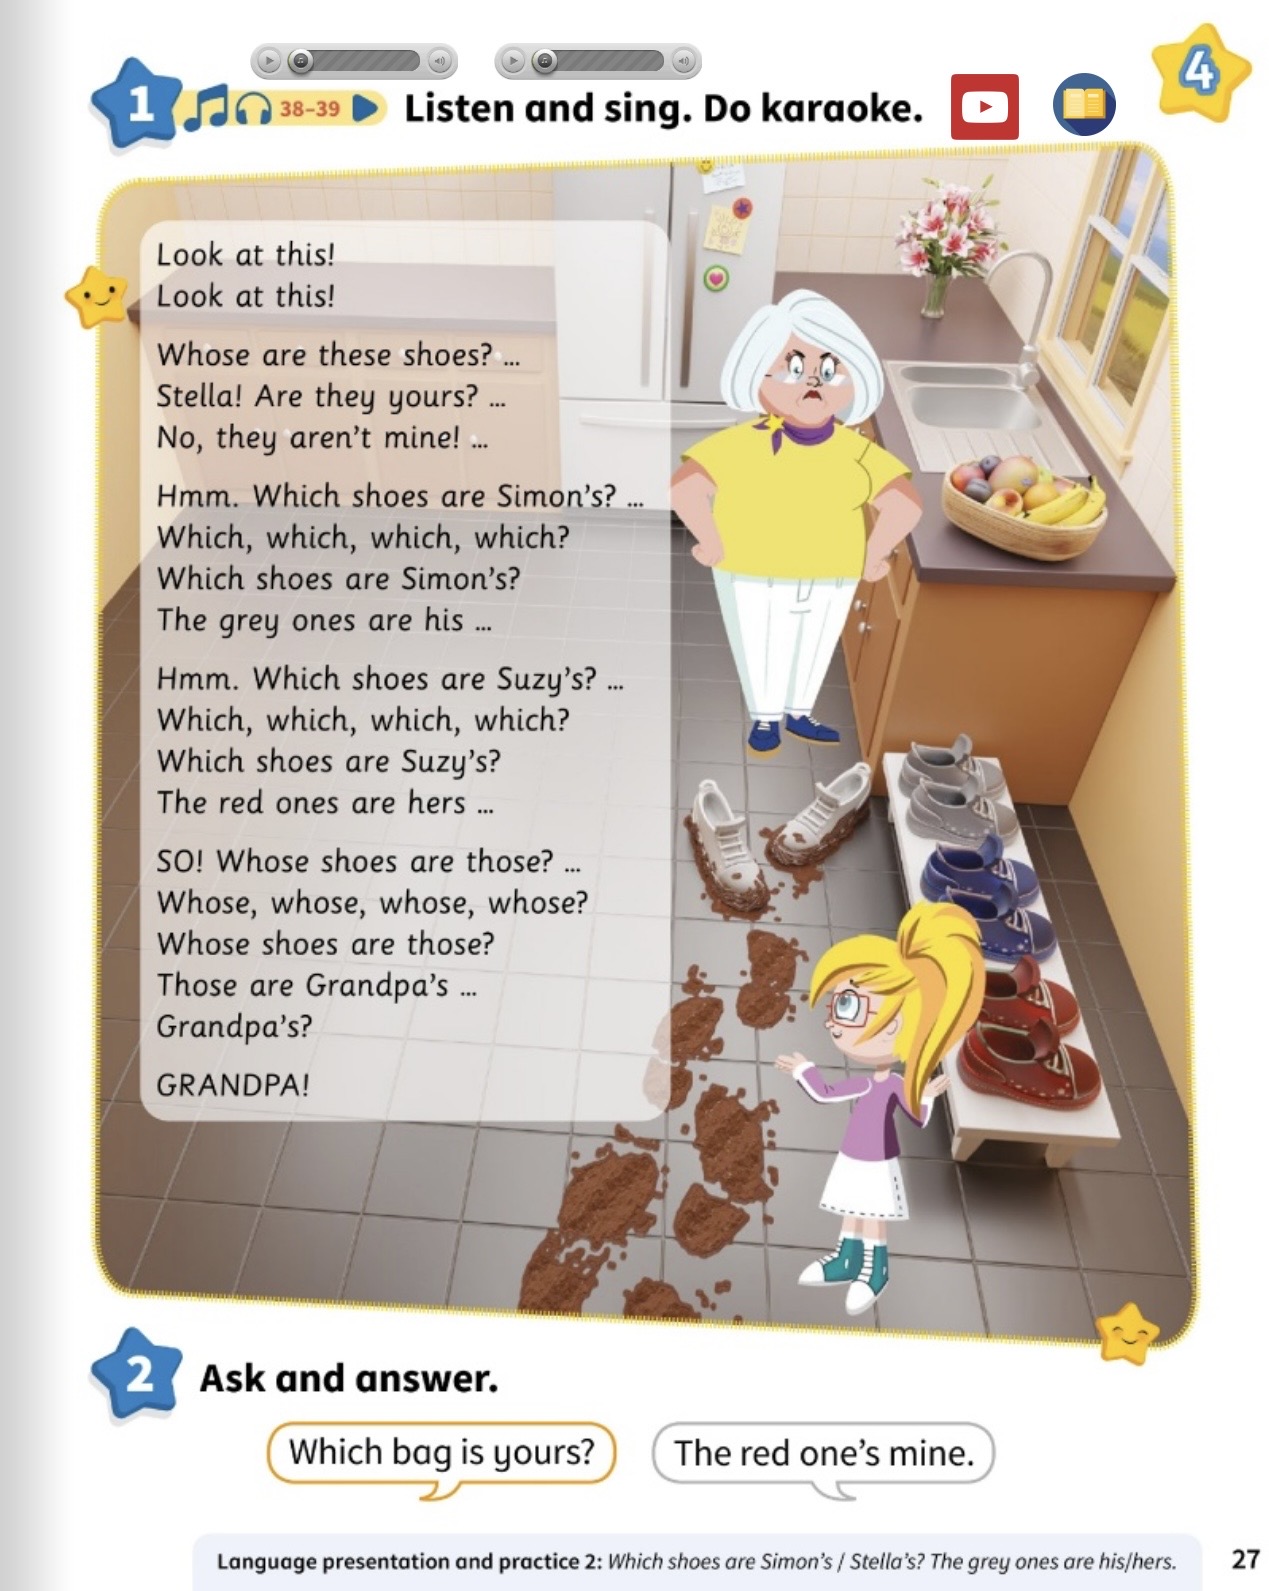 4
1 38–39 Listen and sing. Do karaoke.
Look at this!
Look at this!
Whose are these shoes? ...
Stella! Are they yours? ...
No, they aren't mine! ...
Hmm. Which shoes are Simon's? ...
Which, which, which, which?
Which shoes are Simon's?
The grey ones are his ...
Hmm. Which shoes are Suzy's? ...
Which, which, which, which?
Which shoes are Suzy's?
The red ones are hers ...
SO! Whose shoes are those? ...
Whose, whose, whose, whose?
Whose shoes are those?
Those are Grandpa's ...
Grandpa's?
GRANDPA!
2 Ask and answer.
Which bag is yours?
The red one's mine.
Language presentation and practice 2: Which shoes are Simon's / Stella's? The grey ones are his/hers.
27